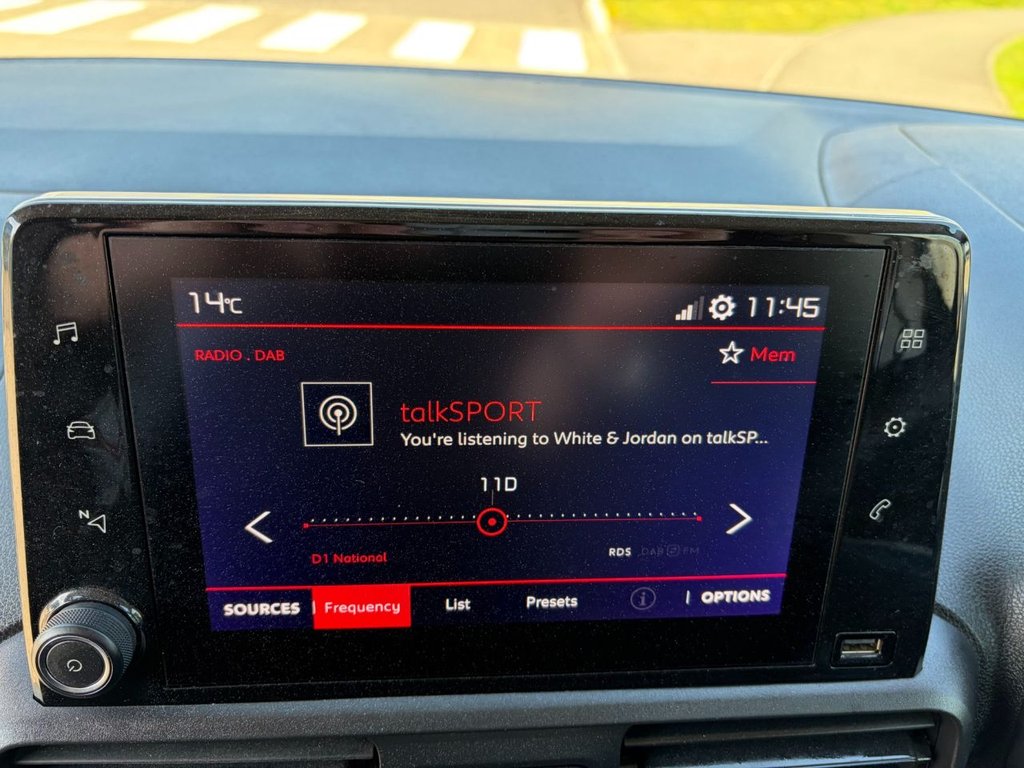 14°C 11:45
RADIO . DAB
Mem
talkSPORT
You're listening to White & Jordan on talkSP...
11D
D1 National
RDS DAB FM
SOURCES Frequency List Presets i OPTIONS
N